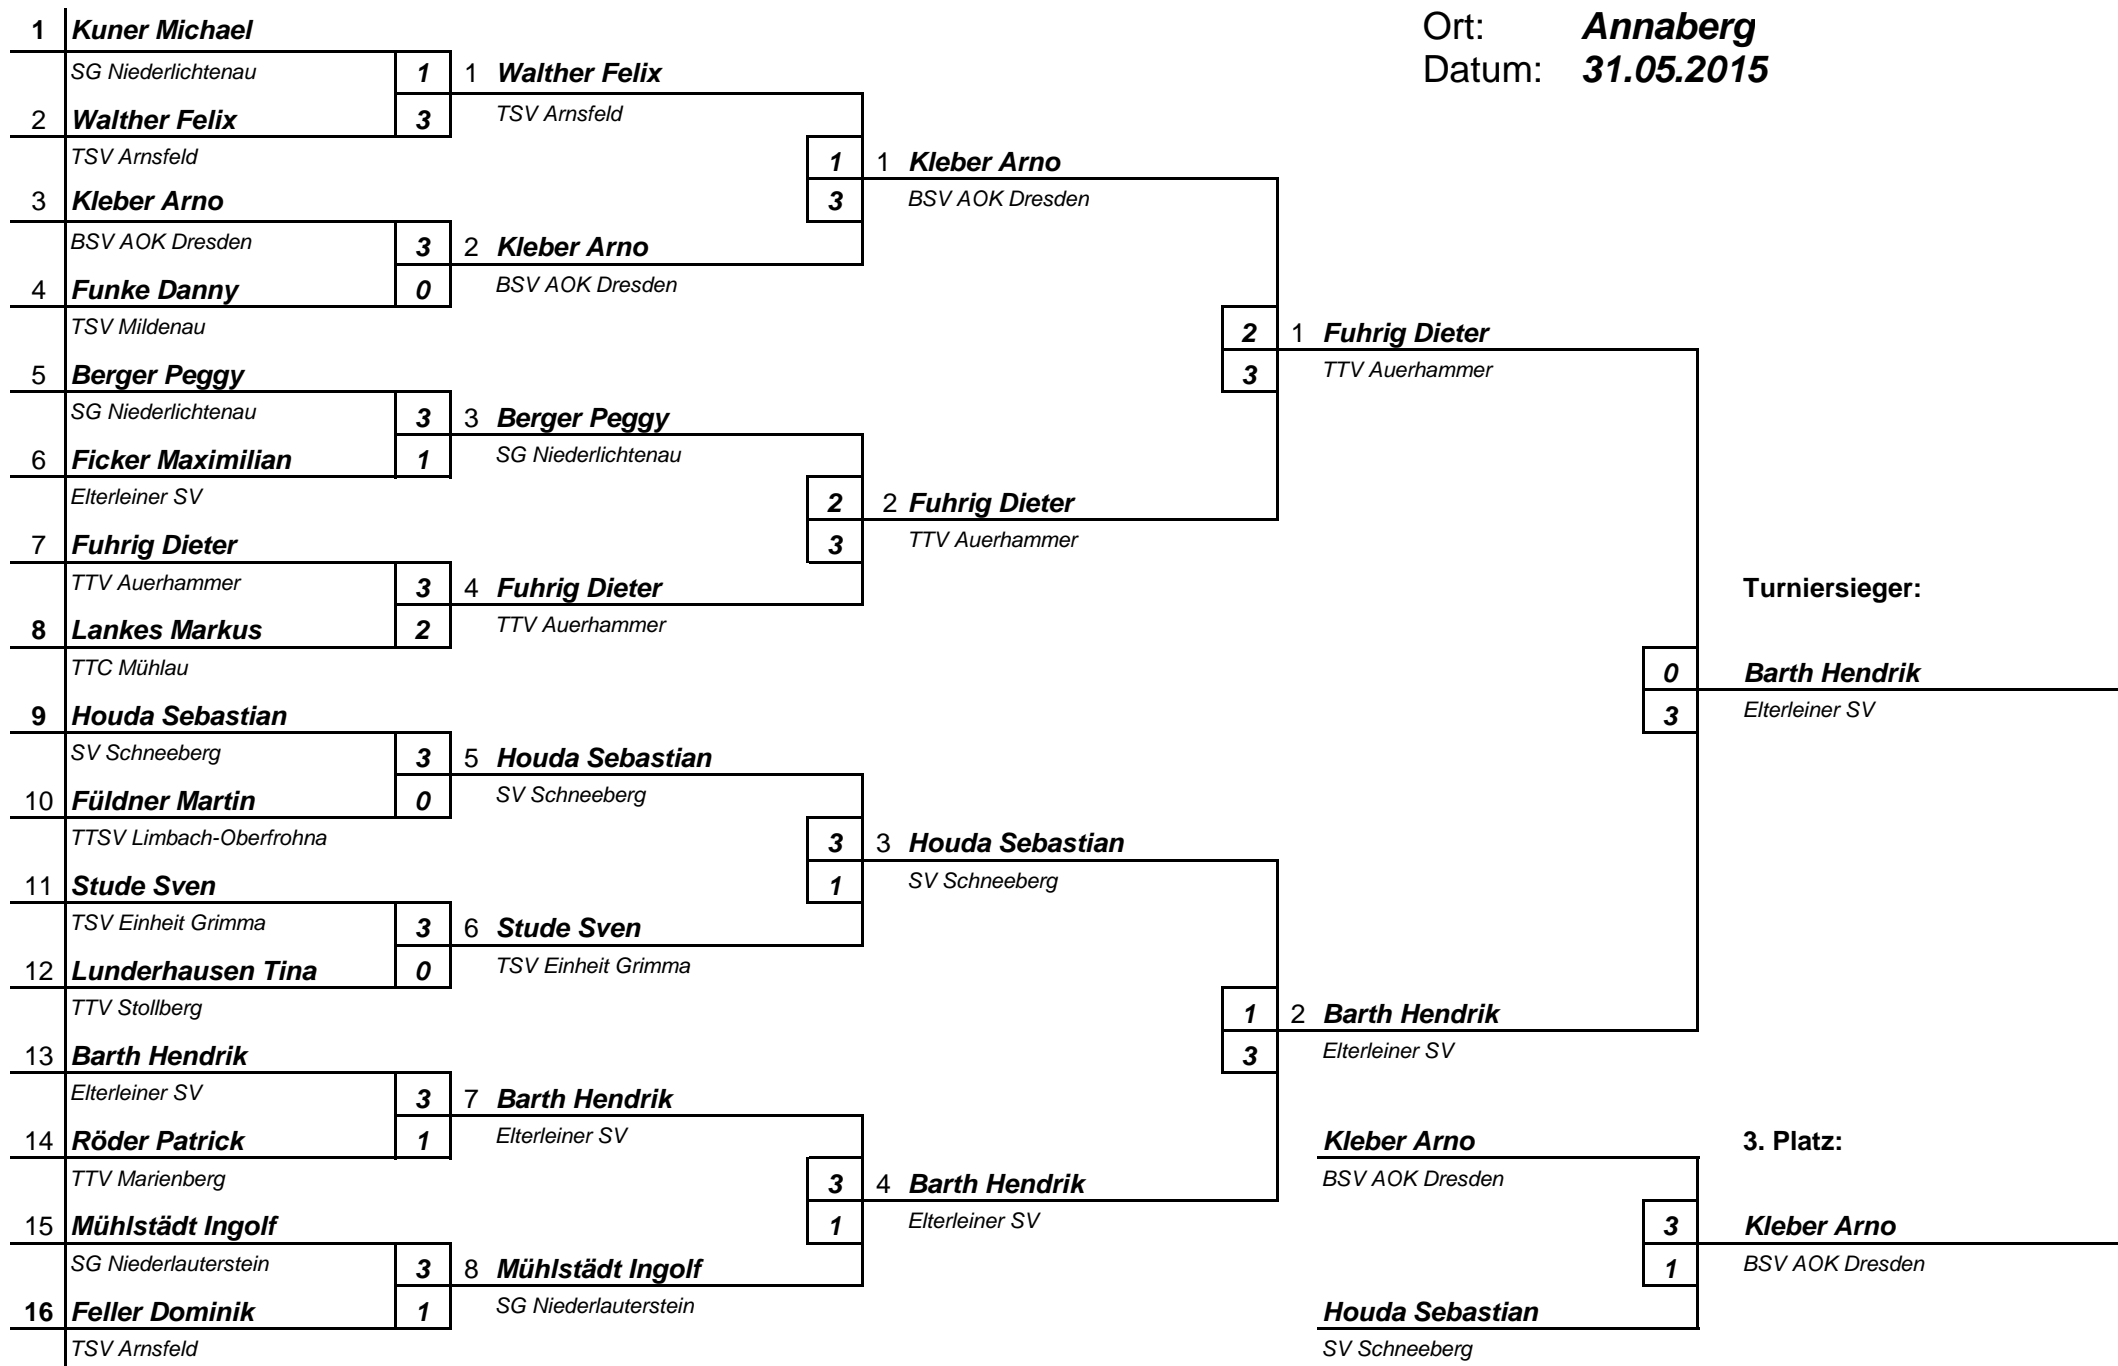 Ort: Annaberg
Datum: 31.05.2015
1 Kuner Michael
SG Niederlichtenau 1 1 Walther Felix
2 Walther Felix 3 TSV Arnsfeld
TSV Arnsfeld 1 1 Kleber Arno
3 Kleber Arno 3 BSV AOK Dresden
BSV AOK Dresden 3 2 Kleber Arno
4 Funke Danny 0 BSV AOK Dresden
TSV Mildenau 2 1 Fuhrig Dieter
5 Berger Peggy 3 TTV Auerhammer
SG Niederlichtenau 3 3 Berger Peggy
6 Ficker Maximilian 1 SG Niederlichtenau
Elterleiner SV 2 2 Fuhrig Dieter
7 Fuhrig Dieter 3 TTV Auerhammer
TTV Auerhammer 3 4 Fuhrig Dieter Turniersieger:
8 Lankes Markus 2 TTV Auerhammer
TTC Mühlau 0 Barth Hendrik
9 Houda Sebastian 3 Elterleiner SV
SV Schneeberg 3 5 Houda Sebastian
10 Füldner Martin 0 SV Schneeberg
TTSV Limbach-Oberfrohna 3 3 Houda Sebastian
11 Stude Sven 1 SV Schneeberg
TSV Einheit Grimma 3 6 Stude Sven
12 Lunderhausen Tina 0 TSV Einheit Grimma
TTV Stollberg 1 2 Barth Hendrik
13 Barth Hendrik 3 Elterleiner SV
Elterleiner SV 3 7 Barth Hendrik
14 Röder Patrick 1 Elterleiner SV Kleber Arno 3. Platz:
TTV Marienberg 3 4 Barth Hendrik BSV AOK Dresden
15 Mühlstädt Ingolf 1 Elterleiner SV 3 Kleber Arno
SG Niederlauterstein 3 8 Mühlstädt Ingolf 1 BSV AOK Dresden
16 Feller Dominik 1 SG Niederlauterstein Houda Sebastian
TSV Arnsfeld SV Schneeberg